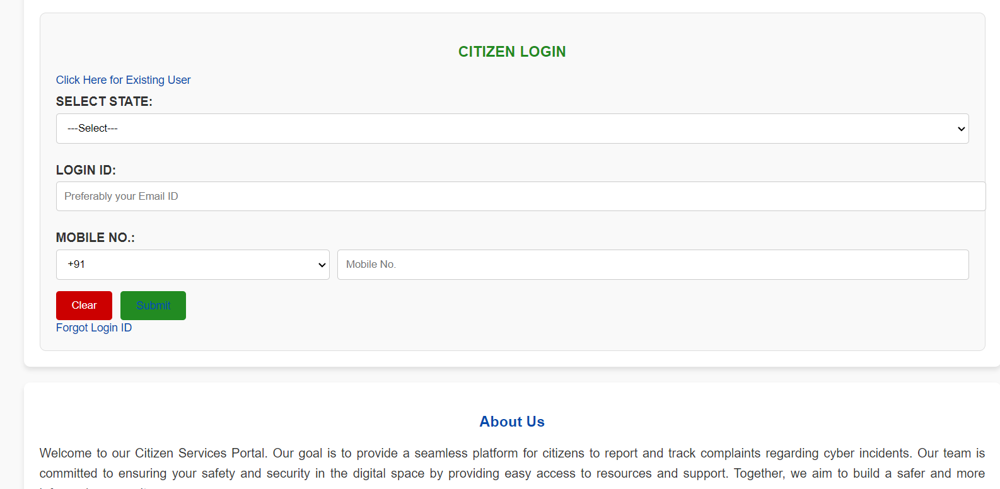 CITIZEN LOGIN
Click Here for Existing User
SELECT STATE:
---Select---
LOGIN ID:
Preferably your Email ID
MOBILE NO.:
+91 Mobile No.
Clear Submit
Forgot Login ID
About Us
Welcome to our Citizen Services Portal. Our goal is to provide a seamless platform for citizens to report and track complaints regarding cyber incidents. Our team is
committed to ensuring your safety and security in the digital space by providing easy access to resources and support. Together, we aim to build a safer and more